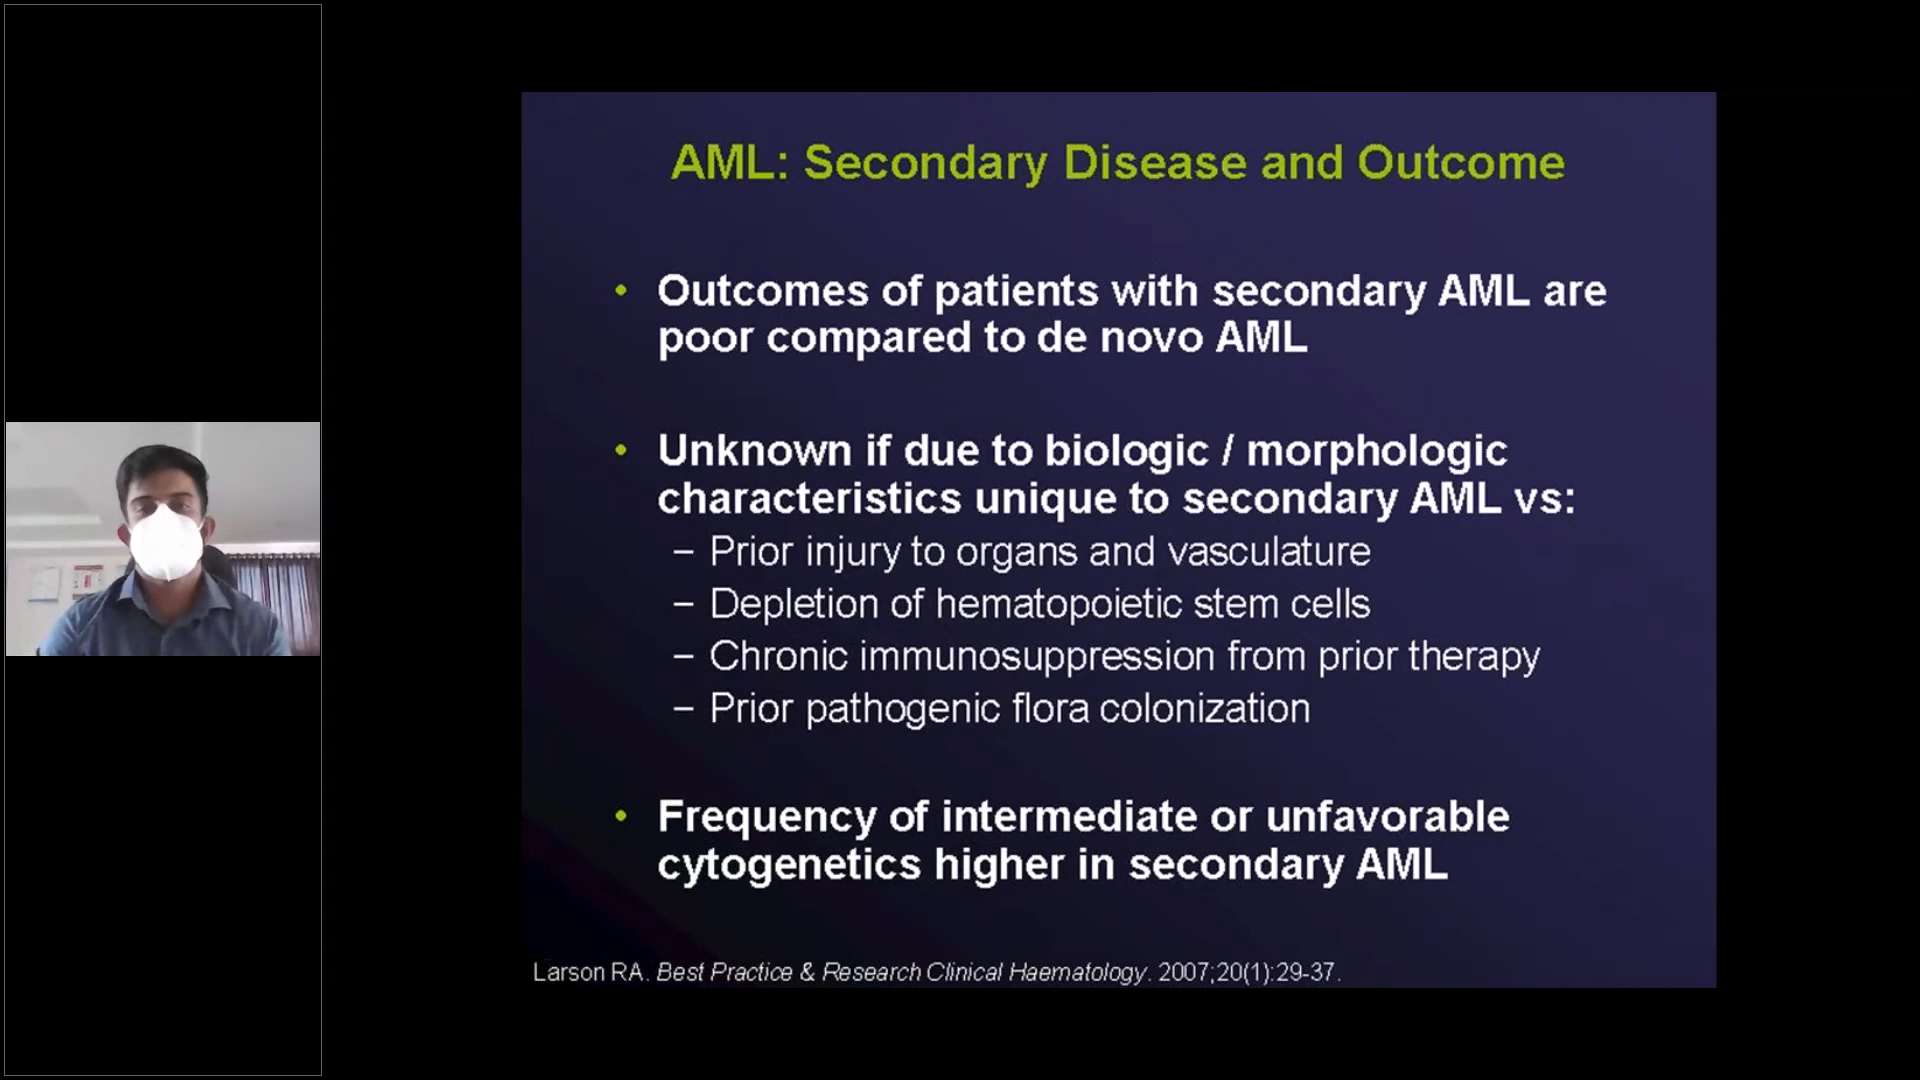 AML: Secondary Disease and Outcome
• Outcomes of patients with secondary AML are
poor compared to de novo AML
• Unknown if due to biologic / morphologic
characteristics unique to secondary AML vs:
– Prior injury to organs and vasculature
– Depletion of hematopoietic stem cells
– Chronic immunosuppression from prior therapy
– Prior pathogenic flora colonization
• Frequency of intermediate or unfavorable
cytogenetics higher in secondary AML
Larson RA. Best Practice & Research Clinical Haematology. 2007;20(1):29-37.